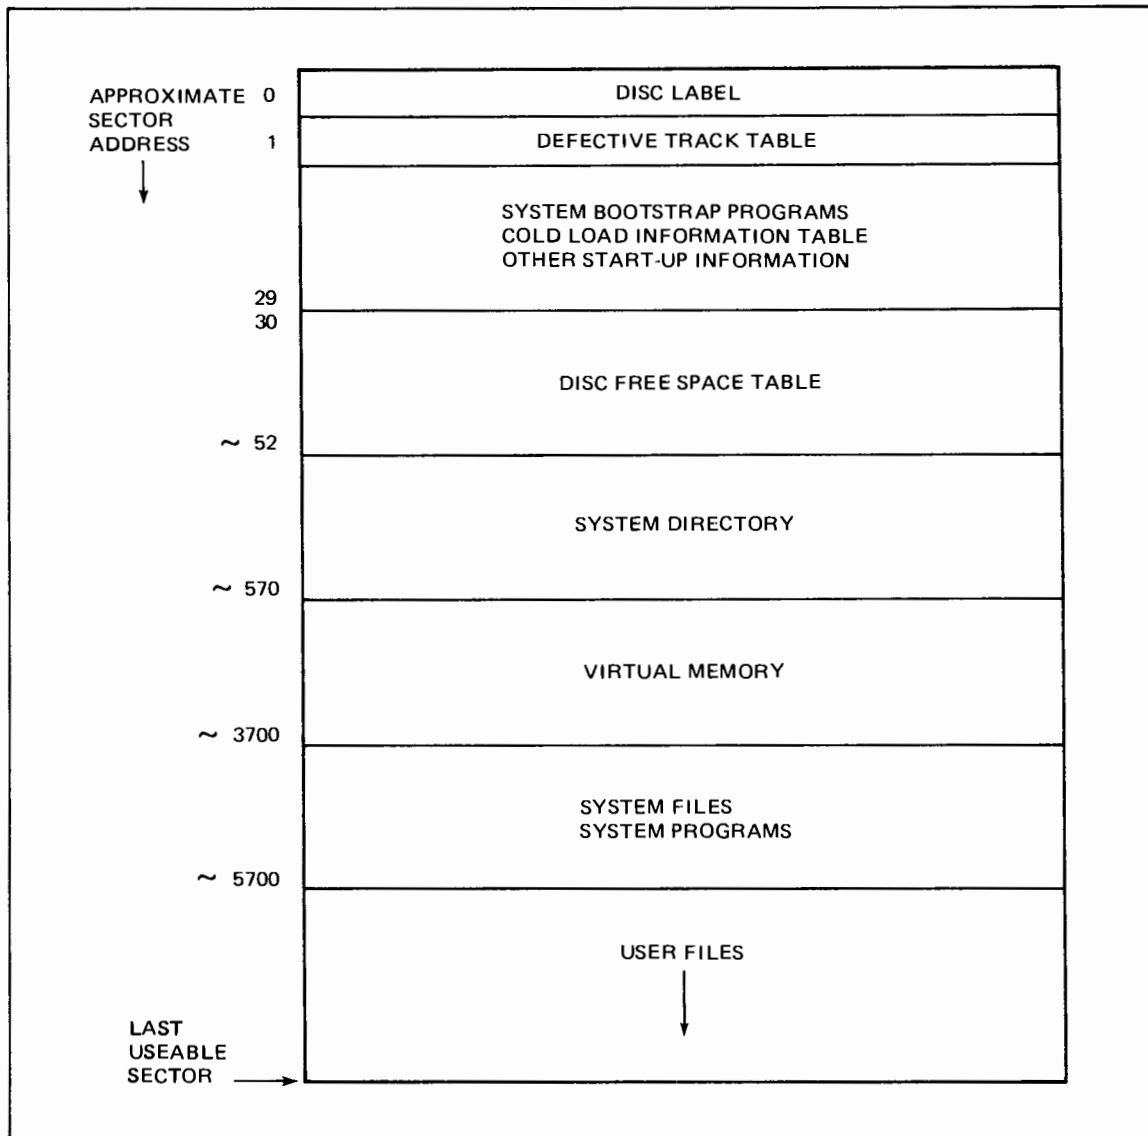 APPROXIMATE 0
SECTOR
ADDRESS 1
DISC LABEL
DEFECTIVE TRACK TABLE
SYSTEM BOOTSTRAP PROGRAMS
COLD LOAD INFORMATION TABLE
OTHER START-UP INFORMATION
29
30
DISC FREE SPACE TABLE
~ 52
SYSTEM DIRECTORY
~ 570
VIRTUAL MEMORY
~ 3700
SYSTEM FILES
SYSTEM PROGRAMS
~ 5700
USER FILES
LAST
USEABLE
SECTOR